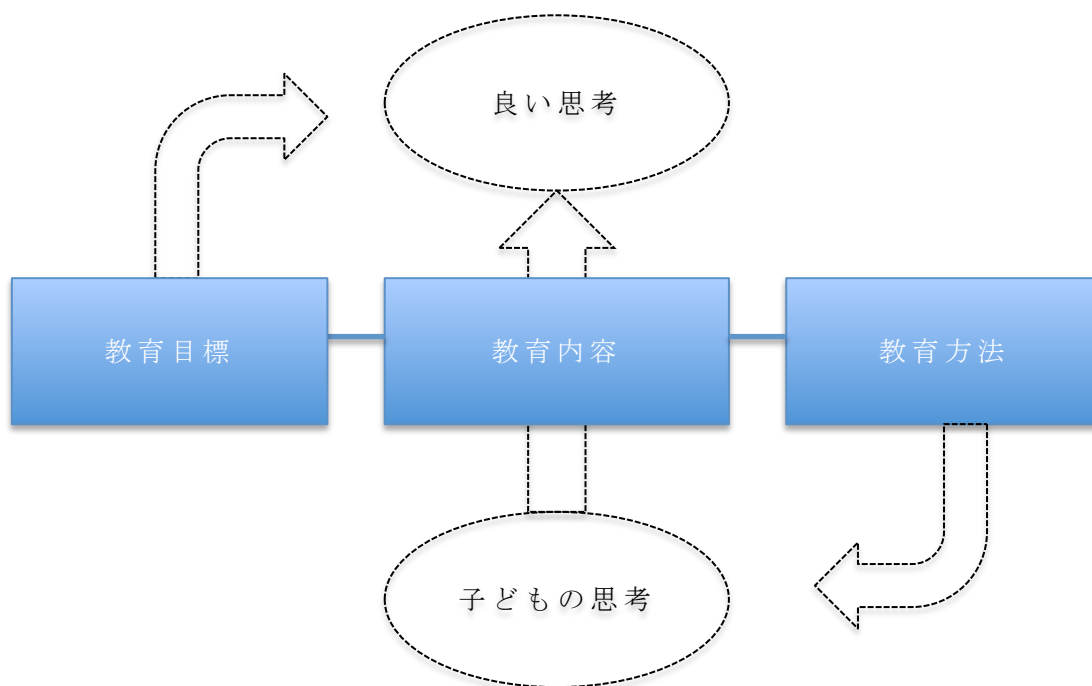 良い思考
教育目標
教育内容
教育方法
子どもの思考